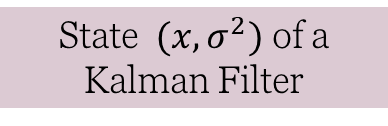 State (x, σ²) of a
Kalman Filter